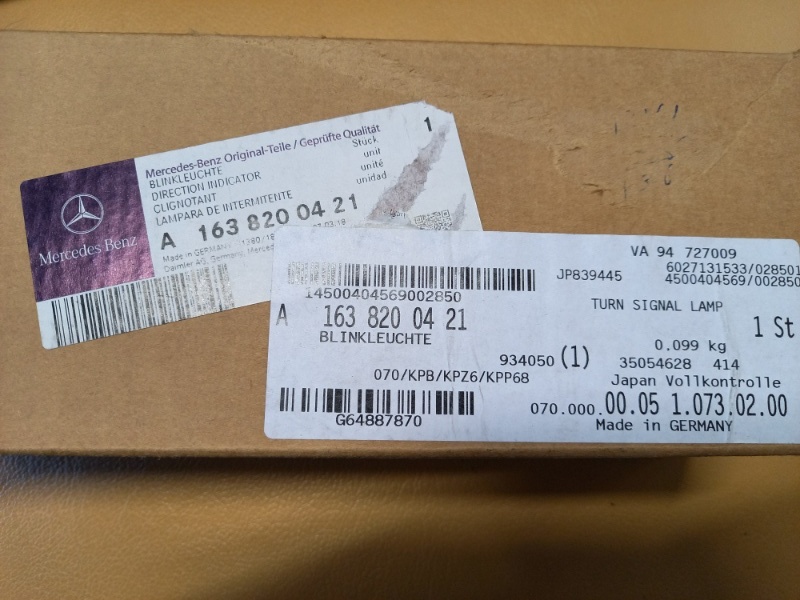 Mercedes-Benz Original-Teile / Geprüfte Qualität
BLINKLEUCHTE
DIRECTION INDICATOR
CLIGNOTANT
LAMPARA DE INTERMITENTE
Stück
unit
unité
unidad
1
A 163 820 04 21
Made in GERMANY
Daimler AG, Germany,
Mercedes Benz
VA 94 727009
JP839445
6027131533/028501
4500404569/002850
14500404569002850
TURN SIGNAL LAMP
A 163 820 04 21
1 St
BLINKLEUCHTE
0.099 kg
934050 (1)
35054628 414
070/KPB/KPZ6/KPP68
Japan Vollkontrolle
070.000.00.05 1.073.02.00
G64887870
Made in GERMANY